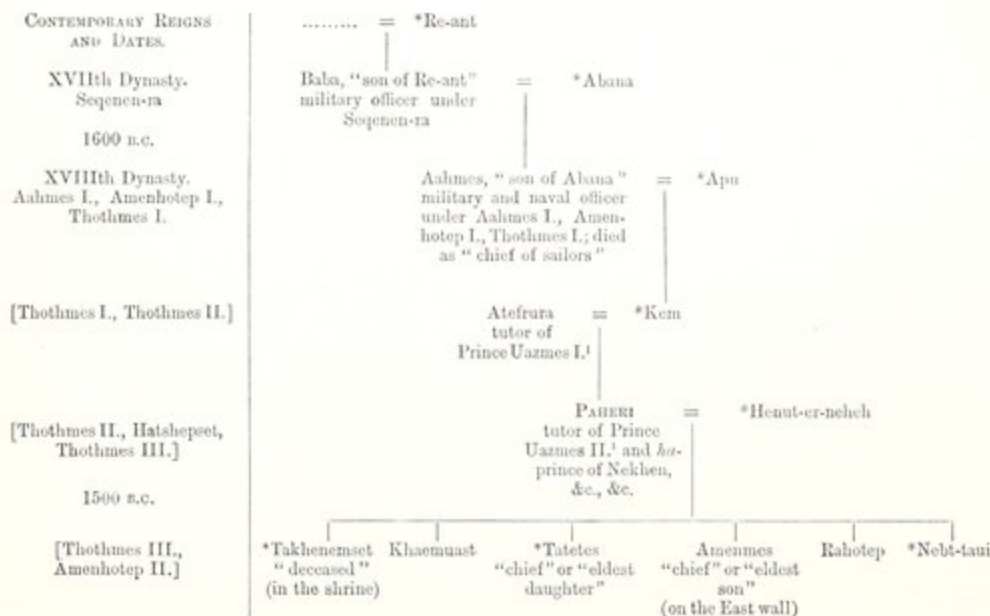 CONTEMPORARY REIGNS
AND DATES.
......... = *Re-ant
XVIIth Dynasty.
Seqenen-ra
1600 B.C.
Baba, "son of Re-ant"
military officer under
Seqenen-ra
= *Abana
XVIIIth Dynasty.
Aahmes I., Amenhotep I.,
Thothmes I.
Aahmes, "son of Abana"
military and naval officer
under Aahmes I., Amen-
hotep I., Thothmes I.; died
as "chief of sailors"
= *Apu
[Thothmes I., Thothmes II.]
Atefrura
tutor of
Prince Uazmes I.¹
= *Kem
[Thothmes II., Hatshepset,
Thothmes III.]
1500 B.C.
PAHERI
tutor of Prince
Uazmes II.¹ and ha-
prince of Nekhen,
&c., &c.
= *Henut-er-neheh
[Thothmes III.,
Amenhotep II.]
*Takhenemset
"deceased"
(in the shrine)
Khaemuast
*Tatetes
"chief" or "eldest
daughter"
Amenmes
"chief" or "eldest
son"
(on the East wall)
Rahotep
*Nebt-taui